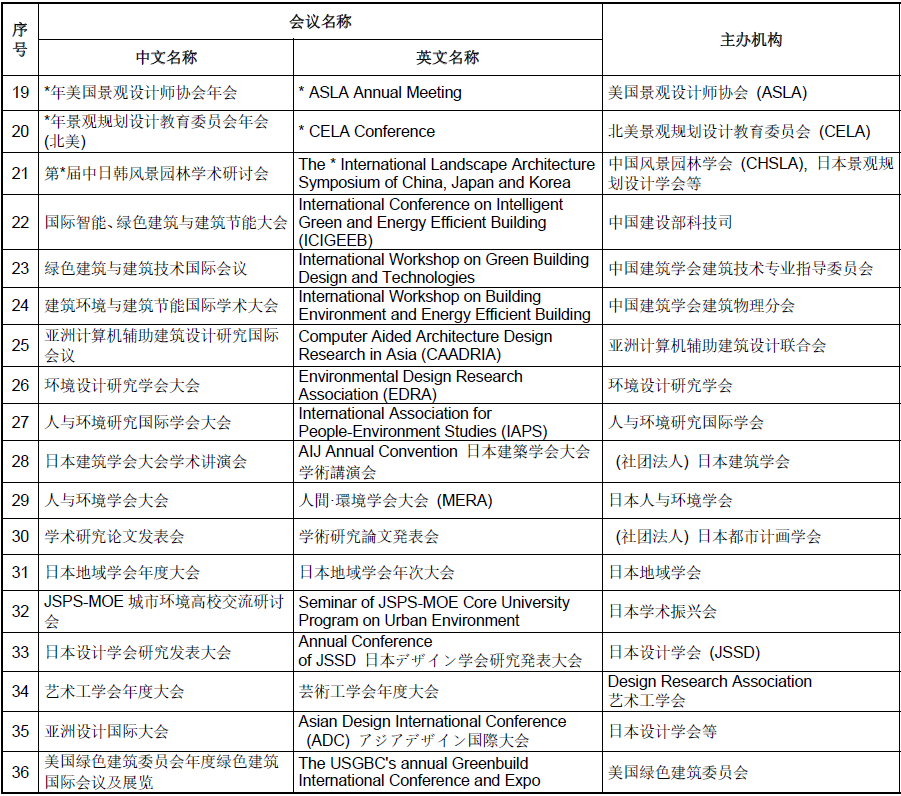 序
号
会议名称
主办机构
中文名称
英文名称
19
*年美国景观设计师协会年会
* ASLA Annual Meeting
美国景观设计师协会 (ASLA)
20
*年景观规划设计教育委员会年会
(北美)
* CELA Conference
北美景观规划设计教育委员会 (CELA)
21
第*届中日韩风景园林学术研讨会
The * International Landscape Architecture
Symposium of China, Japan and Korea
中国风景园林学会 (CHSLA), 日本景观规
划设计学会等
22
国际智能、绿色建筑与建筑节能大会
International Conference on Intelligent
Green and Energy Efficient Building
(ICIGEEB)
中国建设部科技司
23
绿色建筑与建筑技术国际会议
International Workshop on Green Building
Design and Technologies
中国建筑学会建筑技术专业指导委员会
24
建筑环境与建筑节能国际学术大会
International Workshop on Building
Environment and Energy Efficient Building
中国建筑学会建筑物理分会
25
亚洲计算机辅助建筑设计研究国际
会议
Computer Aided Architecture Design
Research in Asia (CAADRIA)
亚洲计算机辅助建筑设计联合会
26
环境设计研究学会大会
Environmental Design Research
Association (EDRA)
环境设计研究学会
27
人与环境研究国际学会大会
International Association for
People-Environment Studies (IAPS)
人与环境研究国际学会
28
日本建筑学会大会学术讲演会
AIJ Annual Convention 日本建築学会大会
学術講演会
(社团法人) 日本建筑学会
29
人与环境学会大会
人間·環境学会大会 (MERA)
日本人与环境学会
30
学术研究论文发表会
学術研究論文発表会
(社团法人) 日本都市计画学会
31
日本地域学会年度大会
日本地域学会年次大会
日本地域学会
32
JSPS-MOE 城市环境高校交流研讨
会
Seminar of JSPS-MOE Core University
Program on Urban Environment
日本学术振兴会
33
日本设计学会研究发表大会
Annual Conference
of JSSD 日本デザイン学会研究発表大会
日本设计学会 (JSSD)
34
艺术工学会年度大会
芸術工学会年度大会
Design Research Association
艺术工学会
35
亚洲设计国际大会
Asian Design International Conference
(ADC) アジアデザイン国際大会
日本设计学会等
36
美国绿色建筑委员会年度绿色建筑
国际会议及展览
The USGBC's annual Greenbuild
International Conference and Expo
美国绿色建筑委员会